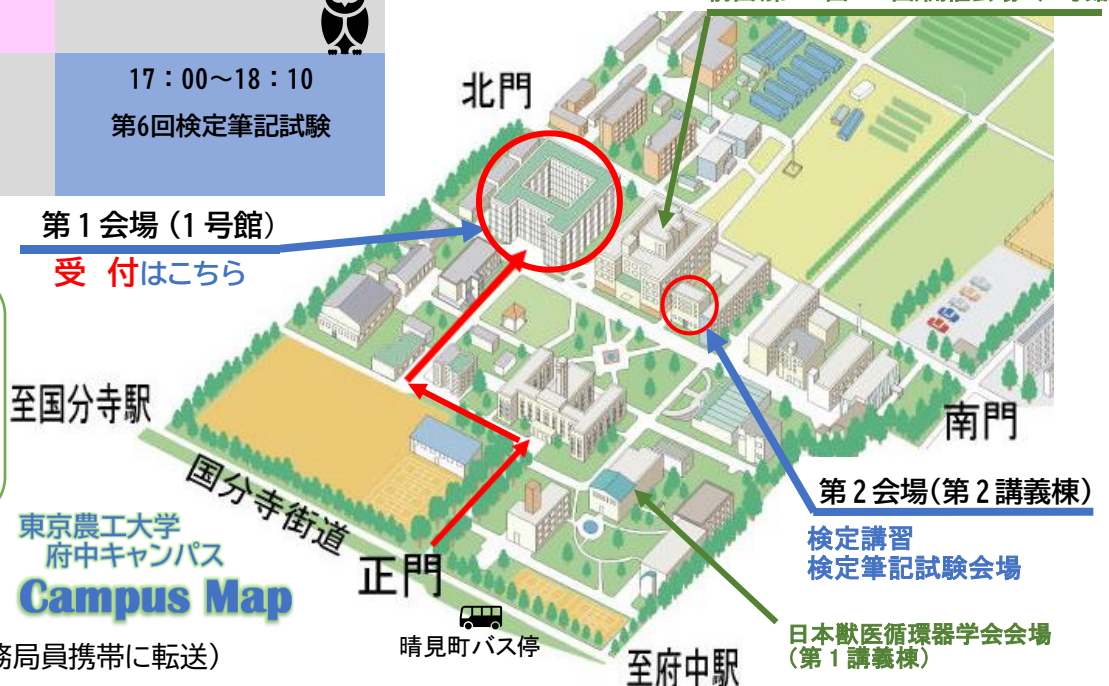 17：00～18：10
第6回検定筆記試験
北門
第１会場（１号館）
受　付はこちら
至国分寺駅
南門
国分寺街道
第２会場(第２講義棟)
東京農工大学
府中キャンパス
Campus Map
検定講習
検定筆記試験会場
正門
晴見町バス停
日本獣医循環器学会会場
(第１講義棟)
至府中駅
務局員携帯に転送）